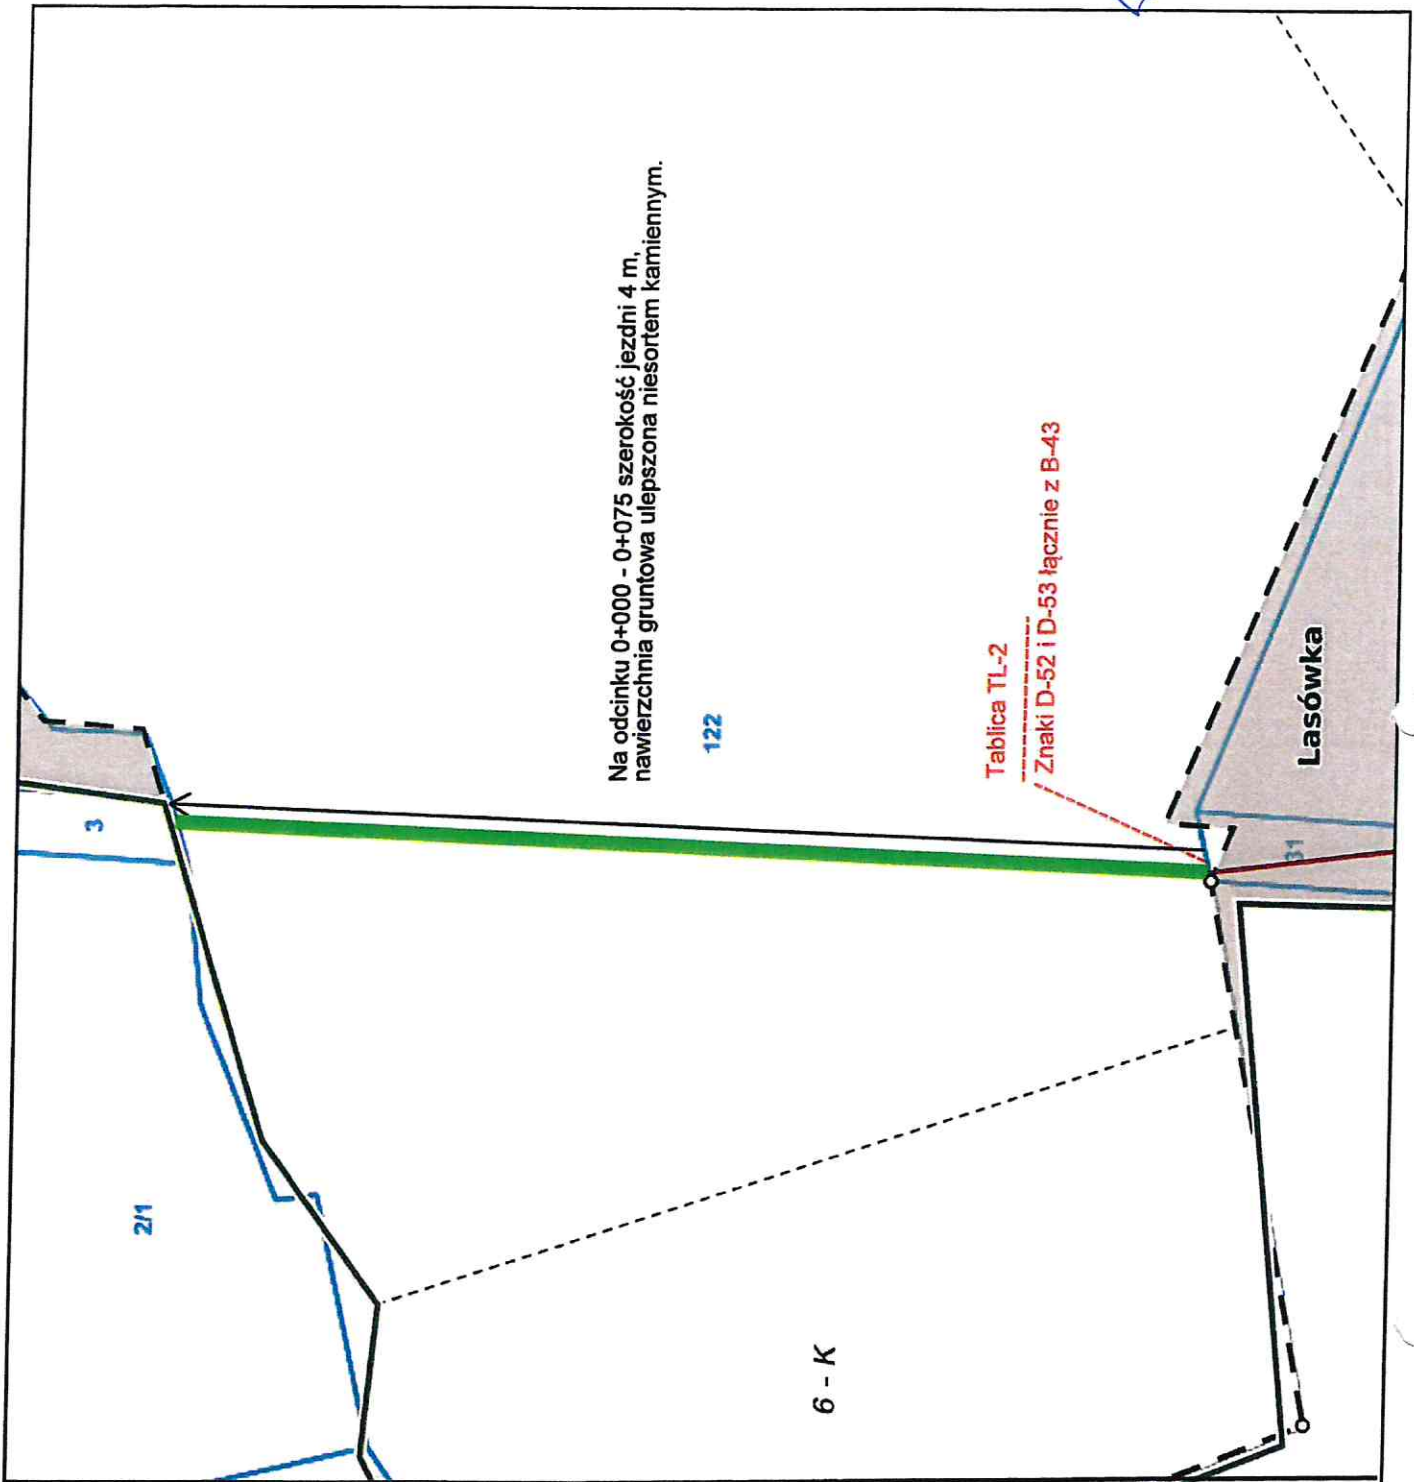 Na odcinku 0+000 - 0+075 szerokość jezdni 4 m,
nawierzchnia gruntowa ulepszona niesortem kamiennym.
122
3
2/1
Tablica TL-2
Znaki D-52 i D-53 łącznie z B-43
Lasówka
31
6 - K